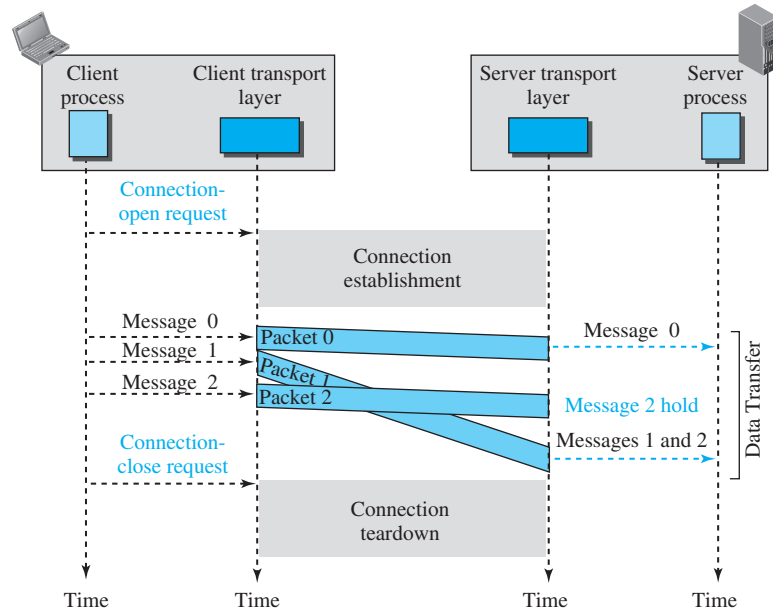 Client
process
Client transport
layer
Server transport
layer
Server
process
Connection-
open request
Connection
establishment
Message 0
Packet 0
Message 0
Message 1
Packet 1
Message 2
Packet 2
Message 2 hold
Messages 1 and 2
Data Transfer
Connection-
close request
Connection
teardown
Time
Time
Time
Time